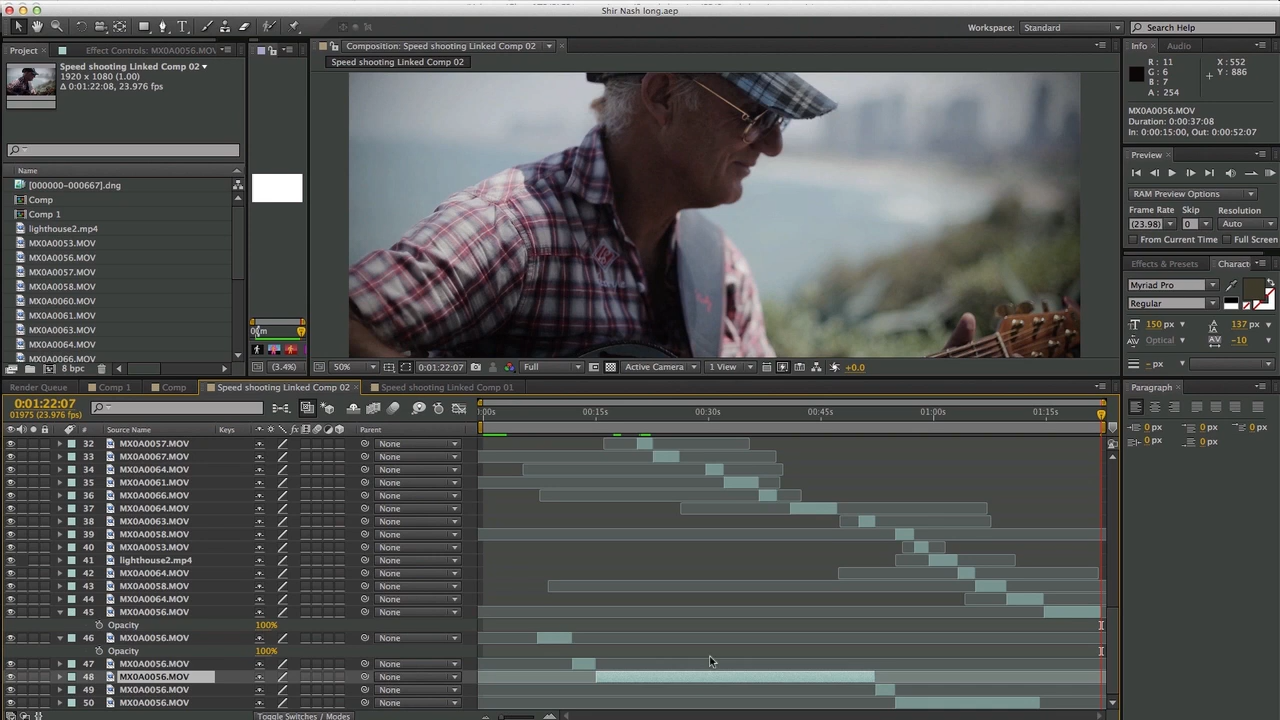 Shir Nash long.aep
Workspace: Standard
Search Help
Project
Effect Controls: MX0A0056.MOV
Composition: Speed shooting Linked Comp 02
Info
Audio
Speed shooting Linked Comp 02
1920 x 1080 (1.00)
Δ 0:01:22:08, 23.976 fps
Speed shooting Linked Comp 02
R : 11
G : 6
B : 7
A : 254
X : 552
Y : 886
MX0A0056.MOV
Duration: 0:00:37:08
In: 0:00:15:00, Out: 0:00:52:07
Preview
RAM Preview Options
Frame Rate
Skip
Resolution
(23.98)
0
Auto
From Current Time
Full Screen
Name
[000000-000667].dng
Comp
Comp 1
lighthouse2.mp4
MX0A0053.MOV
MX0A0056.MOV
MX0A0057.MOV
MX0A0058.MOV
MX0A0060.MOV
MX0A0061.MOV
MX0A0063.MOV
MX0A0064.MOV
MX0A0066.MOV
8 bpc
(3.4%)
50%
0:01:22:07
Full
Active Camera
1 View
+0.0
Effects & Presets
Charact
Myriad Pro
Regular
150 px
137 px
Optical
-10
- px
Paragraph
0 px
0 px
0 px
0 px
0 px
Render Queue
Comp 1
Comp
Speed shooting Linked Comp 02
Speed shooting Linked Comp 01
0:01:22:07
01975 (23.976 fps)
#
Source Name
Keys
fx
Parent
0:00s
00:15s
00:30s
00:45s
01:00s
01:15s
32 MX0A0057.MOV None
33 MX0A0067.MOV None
34 MX0A0064.MOV None
35 MX0A0061.MOV None
36 MX0A0066.MOV None
37 MX0A0064.MOV None
38 MX0A0063.MOV None
39 MX0A0058.MOV None
40 MX0A0053.MOV None
41 lighthouse2.mp4 None
42 MX0A0064.MOV None
43 MX0A0058.MOV None
44 MX0A0064.MOV None
45 MX0A0056.MOV None
Opacity 100%
46 MX0A0056.MOV None
Opacity 100%
47 MX0A0056.MOV None
48 MX0A0056.MOV None
49 MX0A0056.MOV None
50 MX0A0056.MOV None
Toggle Switches / Modes